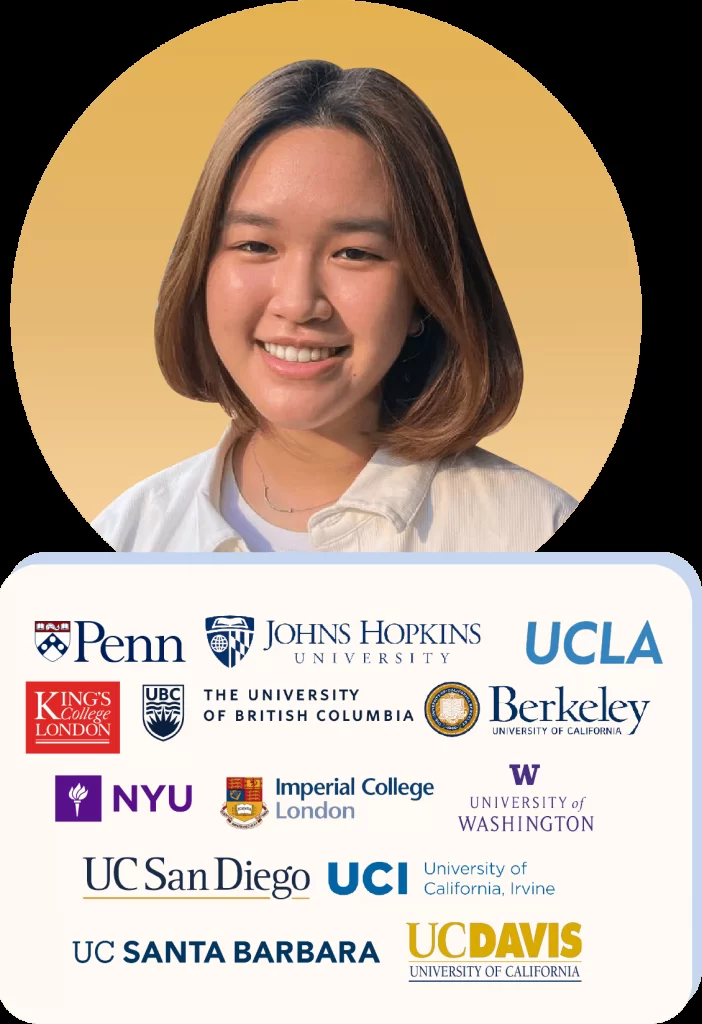 Penn
JOHNS HOPKINS
UNIVERSITY
UCLA
KING'S
College
LONDON
UBC
THE UNIVERSITY
OF BRITISH COLUMBIA
Berkeley
UNIVERSITY OF CALIFORNIA
NYU
Imperial College
London
W
UNIVERSITY of
WASHINGTON
UC San Diego
UCI
University of
California, Irvine
UC SANTA BARBARA
UCDAVIS
UNIVERSITY OF CALIFORNIA